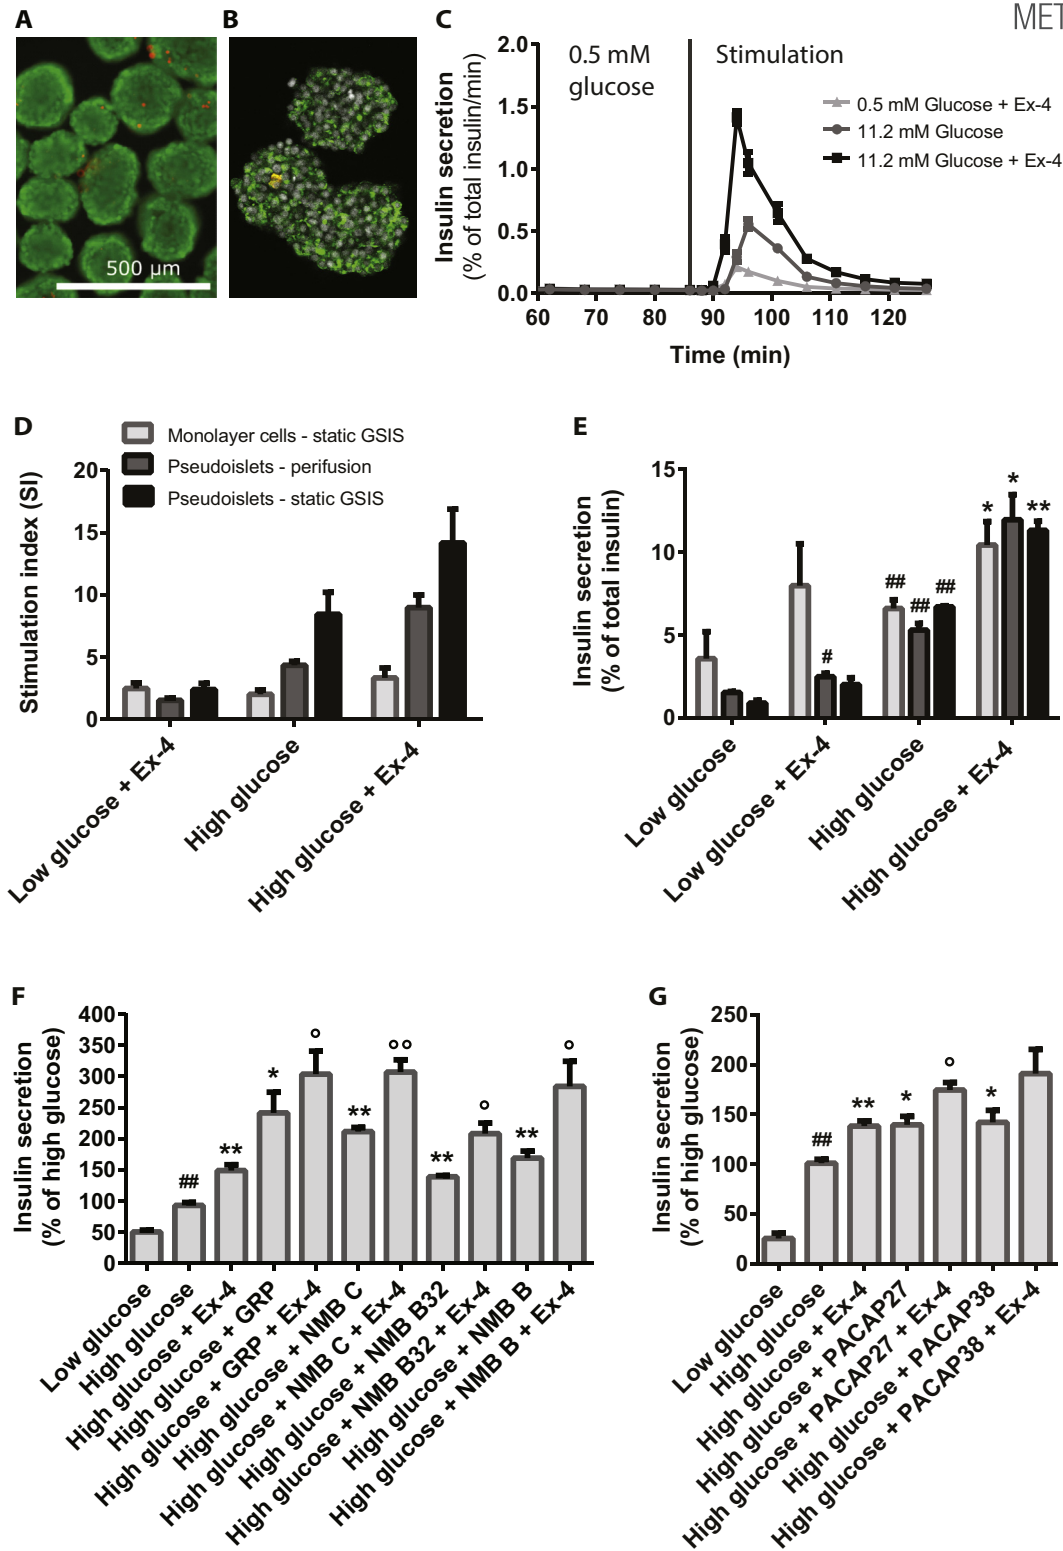 MET
A
B
C
500 µm
Insulin secretion
(% of total insulin/min)
2.0
1.5
1.0
0.5
0.0
0.5 mM
glucose
Stimulation
0.5 mM Glucose + Ex-4
11.2 mM Glucose
11.2 mM Glucose + Ex-4
60 70 80 90 100 110 120
Time (min)
D
Monolayer cells - static GSIS
Pseudoislets - perifusion
Pseudoislets - static GSIS
Stimulation index (SI)
20
15
10
5
0
Low glucose + Ex-4
High glucose
High glucose + Ex-4
E
Insulin secretion
(% of total insulin)
15
10
5
0
#
## ## ##
* * **
Low glucose
Low glucose + Ex-4
High glucose
High glucose + Ex-4
F
Insulin secretion
(% of high glucose)
400
350
300
250
200
150
100
50
0
## ** * ° ** °° ** ° ** °
Low glucose
High glucose
High glucose + Ex-4
High glucose + GRP
High glucose + GRP + Ex-4
High glucose + NMB C
High glucose + NMB C + Ex-4
High glucose + NMB B32
High glucose + NMB B32 + Ex-4
High glucose + NMB B
High glucose + NMB B + Ex-4
G
Insulin secretion
(% of high glucose)
250
200
150
100
50
0
## ** * ° *
Low glucose
High glucose
High glucose + Ex-4
High glucose + PACAP27
High glucose + PACAP27 + Ex-4
High glucose + PACAP38
High glucose + PACAP38 + Ex-4